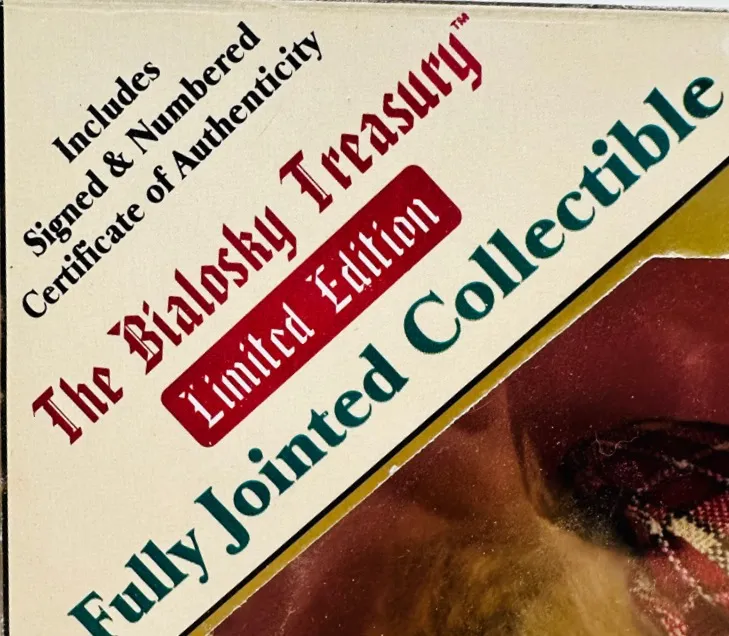 Includes
Signed & Numbered
Certificate of Authenticity
The Bialosky Treasury™
Limited Edition
Fully Jointed Collectible